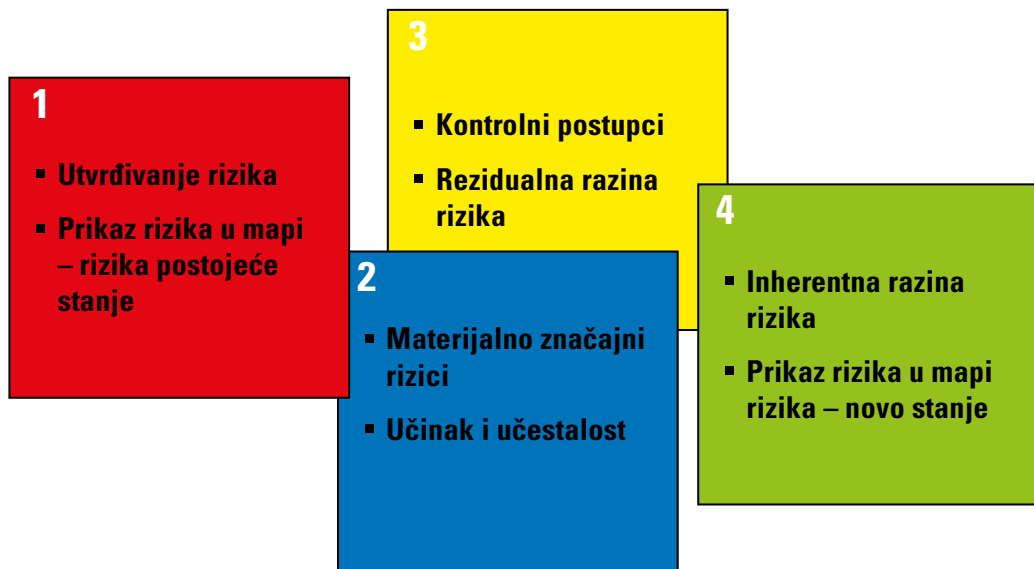 1
▪ Utvrđivanje rizika
▪ Prikaz rizika u mapi
– rizika postojeće
stanje
2
▪ Materijalno značajni
rizici
▪ Učinak i učestalost
3
▪ Kontrolni postupci
▪ Rezidualna razina
rizika
4
▪ Inherentna razina
rizika
▪ Prikaz rizika u mapi
rizika – novo stanje